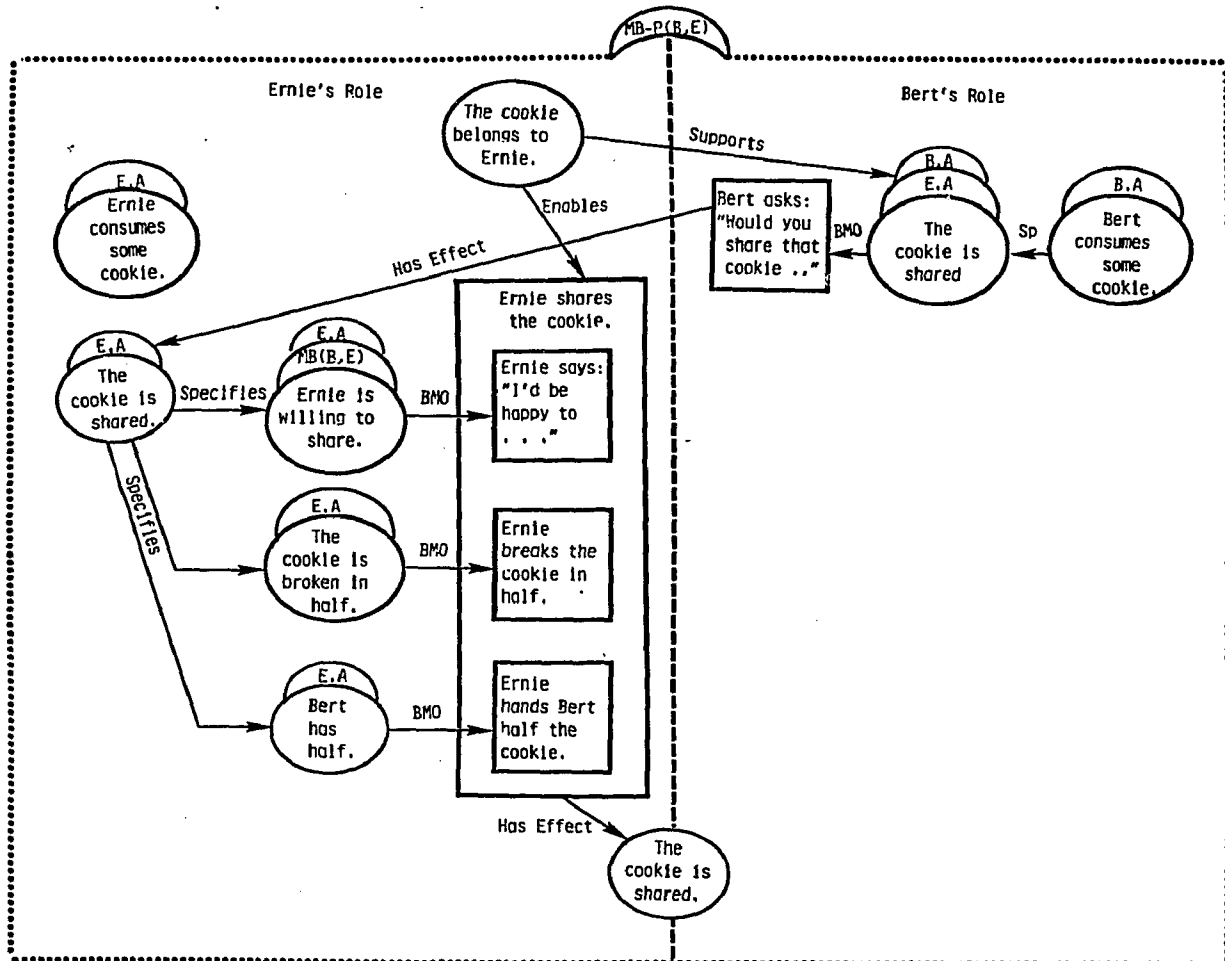 MB-P(B,E)
Ernie's Role
Bert's Role
The cookie
belongs to
Ernie.
Supports
Enables
Has Effect
E.A
Ernie
consumes
some
cookie.
Bert asks:
"Would you
share that
cookie .."
BMO
B.A
E.A
The
cookie is
shared
Sp
B.A
Bert
consumes
some
cookie.
Ernie shares
the cookie.
E.A
The
cookie is
shared.
Specifies
E.A
MB(B,E)
Ernie is
willing to
share.
BMO
Ernie says:
"I'd be
happy to
. . ."
Specifies
E.A
The
cookie is
broken in
half.
BMO
Ernie
breaks the
cookie in
half.
E.A
Bert
has
half.
BMO
Ernie
hands Bert
half the
cookie.
Has Effect
The
cookie is
shared.